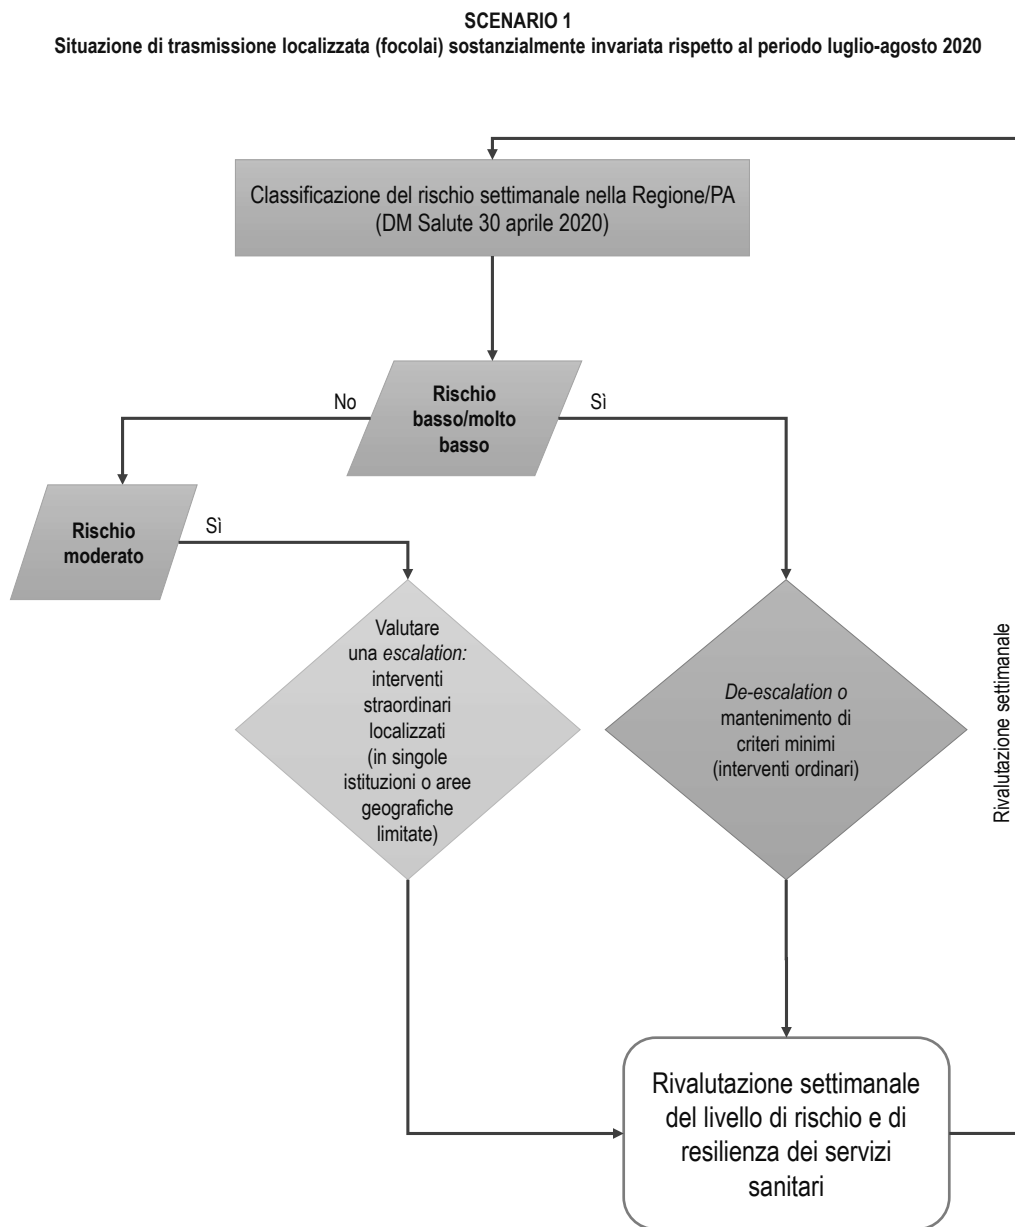 SCENARIO 1
Situazione di trasmissione localizzata (focolai) sostanzialmente invariata rispetto al periodo luglio-agosto 2020
Classificazione del rischio settimanale nella Regione/PA
(DM Salute 30 aprile 2020)
Rischio
basso/molto
basso
No
Sì
Rischio
moderato
Sì
Valutare
una escalation:
interventi
straordinari
localizzati
(in singole
istituzioni o aree
geografiche
limitate)
De-escalation o
mantenimento di
criteri minimi
(interventi ordinari)
Rivalutazione settimanale
Rivalutazione settimanale
del livello di rischio e di
resilienza dei servizi
sanitari